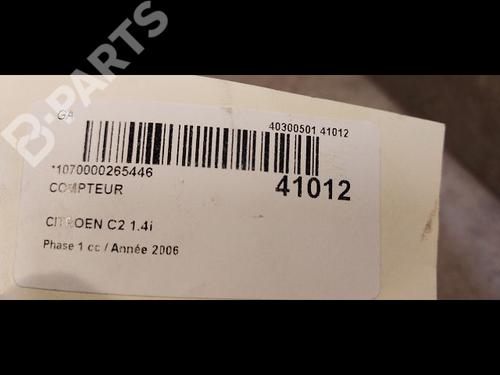 B-PARTS
GA
40300501 41012
*1070000265446
41012
COMPTEUR
CITROEN C2 1.4i
Phase 1 cc / Année 2006